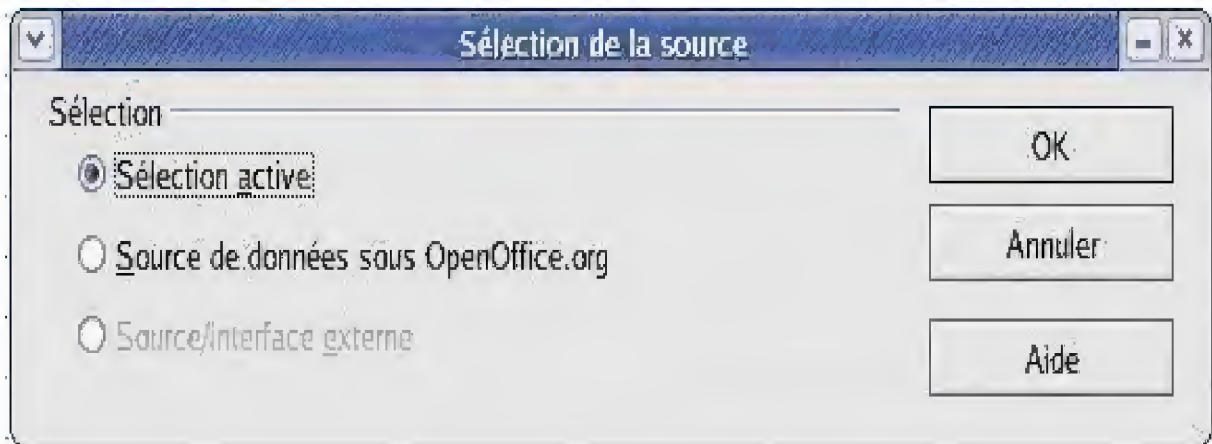 Sélection de la source
Sélection
Sélection active
Source de données sous OpenOffice.org
Source/interface externe
OK
Annuler
Aide